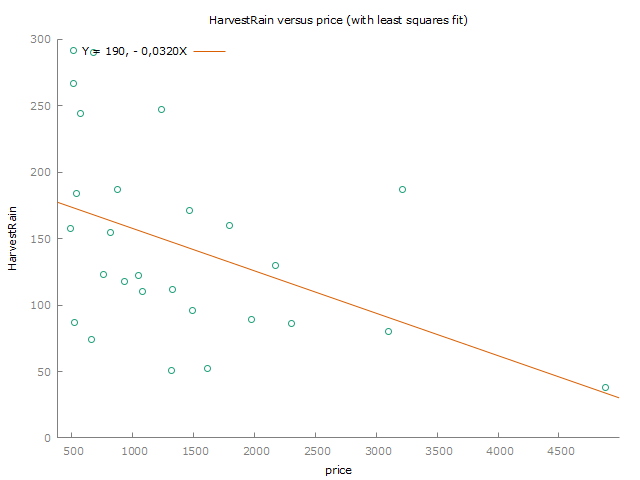 HarvestRain versus price (with least squares fit)
300
Y = 190, - 0,0320X
250
200
150
100
50
0
HarvestRain
500 1000 1500 2000 2500 3000 3500 4000 4500
price